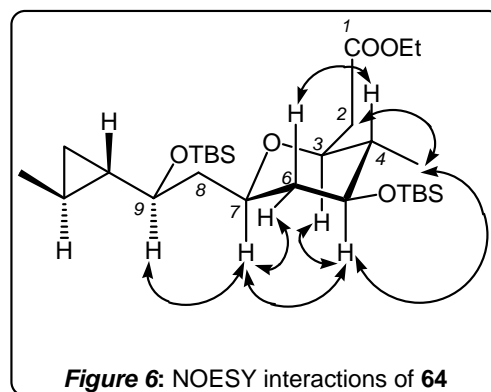 1
COOEt
H
H
2
H
OTBS
O
3
4
8
6
OTBS
9
7
H
H
H
H
H
H
Figure 6: NOESY interactions of 64